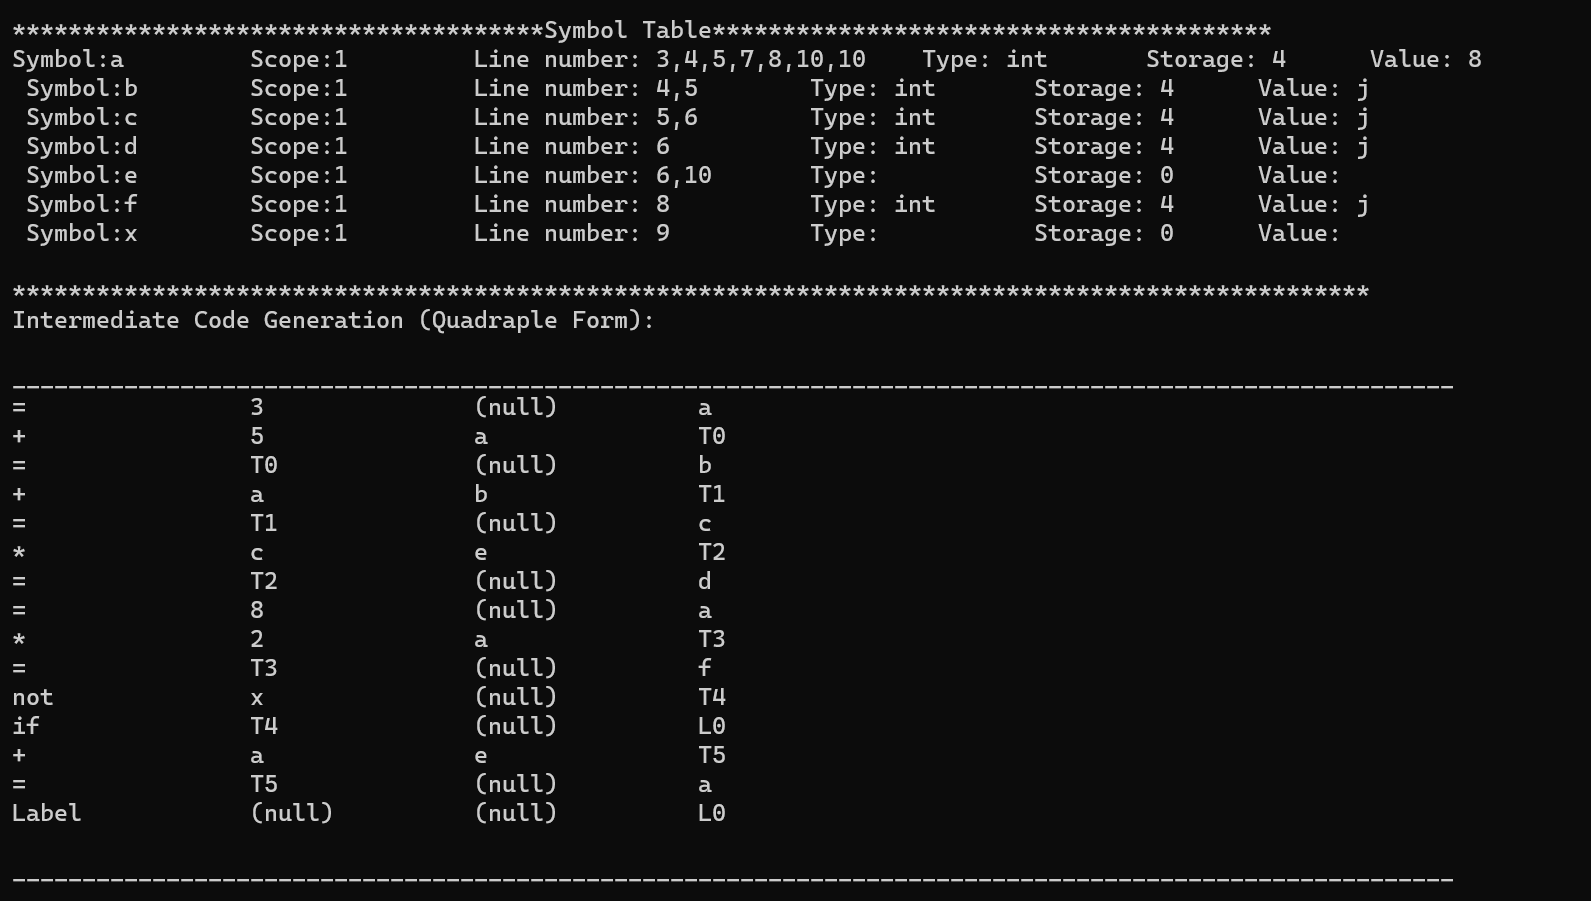 **************************************Symbol Table****************************************
Symbol:a         Scope:1         Line number: 3,4,5,7,8,10,10    Type: int       Storage: 4      Value: 8
 Symbol:b        Scope:1         Line number: 4,5        Type: int       Storage: 4      Value: j
 Symbol:c        Scope:1         Line number: 5,6        Type: int       Storage: 4      Value: j
 Symbol:d        Scope:1         Line number: 6          Type: int       Storage: 4      Value: j
 Symbol:e        Scope:1         Line number: 6,10       Type:           Storage: 0      Value:
 Symbol:f        Scope:1         Line number: 8          Type: int       Storage: 4      Value: j
 Symbol:x        Scope:1         Line number: 9          Type:           Storage: 0      Value:
*************************************************************************************************
Intermediate Code Generation (Quadraple Form):
_______________________________________________________________________________________________________
=                3               (null)          a
+                5               a               T0
=                T0              (null)          b
+                a               b               T1
=                T1              (null)          c
*                c               e               T2
=                T2              (null)          d
=                8               (null)          a
*                2               a               T3
=                T3              (null)          f
not              x               (null)          T4
if               T4              (null)          L0
+                a               e               T5
=                T5              (null)          a
Label            (null)          (null)          L0
_______________________________________________________________________________________________________